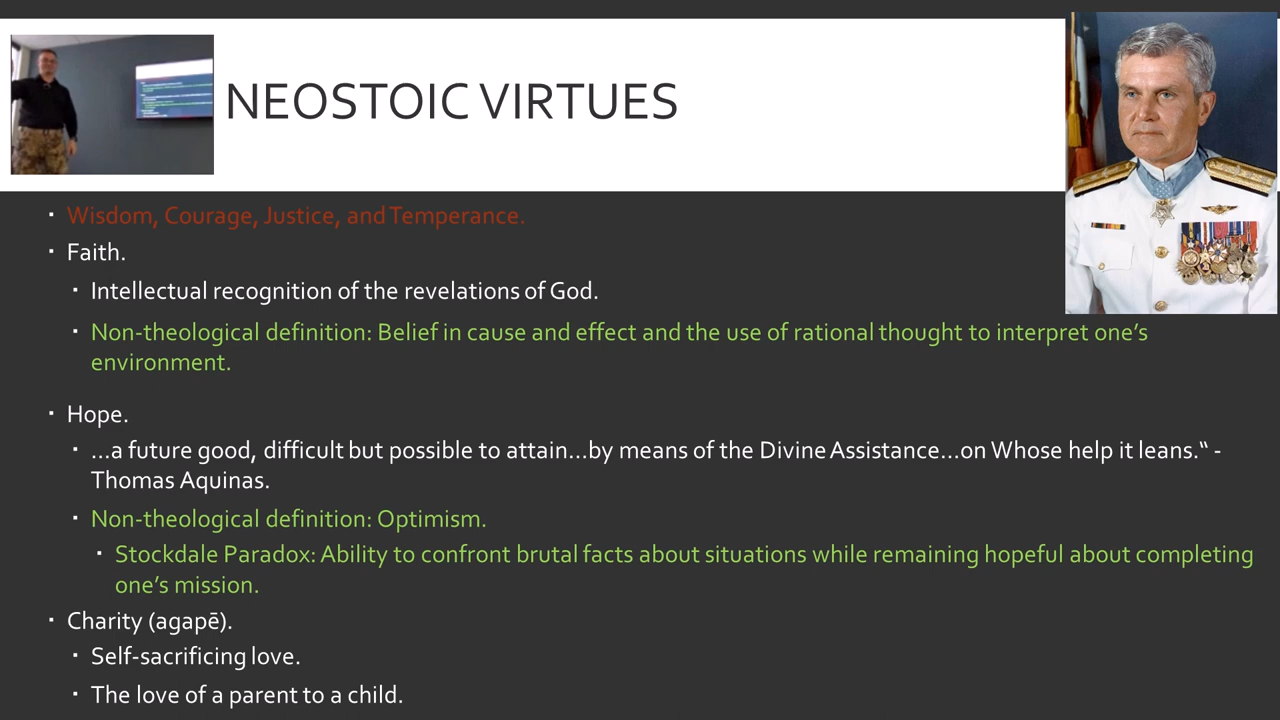 NEOSTOIC VIRTUES
Wisdom, Courage, Justice, and Temperance.
Faith.
Intellectual recognition of the revelations of God.
Non-theological definition: Belief in cause and effect and the use of rational thought to interpret one’s
environment.
Hope.
…a future good, difficult but possible to attain…by means of the Divine Assistance…on Whose help it leans.“ -
Thomas Aquinas.
Non-theological definition: Optimism.
Stockdale Paradox: Ability to confront brutal facts about situations while remaining hopeful about completing
one’s mission.
Charity (agapē).
Self-sacrificing love.
The love of a parent to a child.